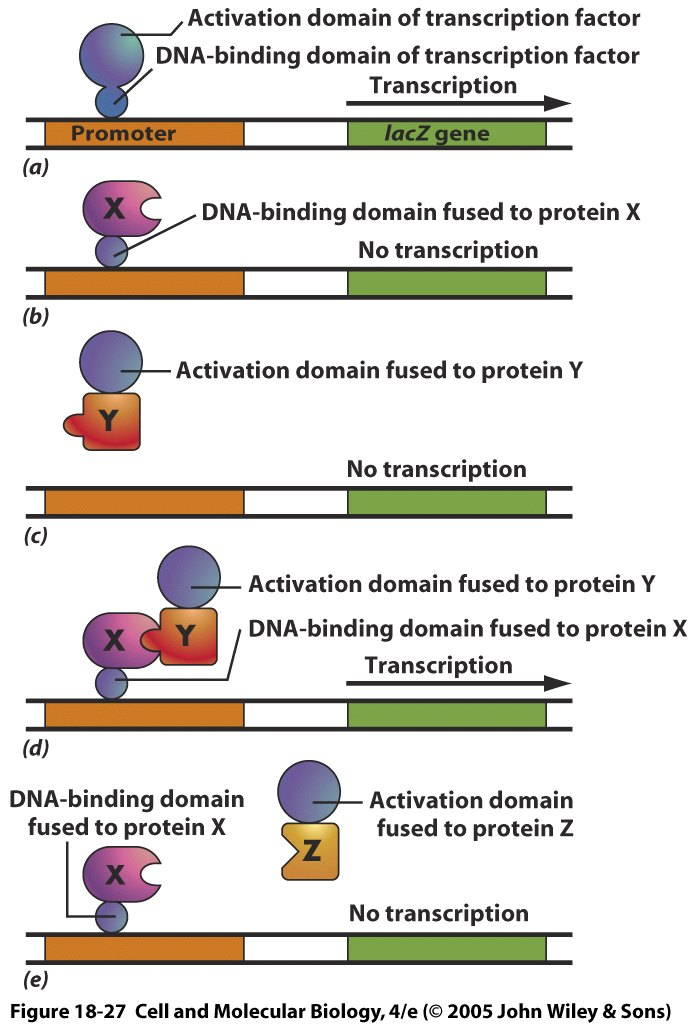 Activation domain of transcription factor
DNA-binding domain of transcription factor
Transcription
Promoter
lacZ gene
(a)
X
DNA-binding domain fused to protein X
No transcription
(b)
Activation domain fused to protein Y
Y
No transcription
(c)
Activation domain fused to protein Y
X
Y
DNA-binding domain fused to protein X
Transcription
(d)
DNA-binding domain
fused to protein X
Activation domain
fused to protein Z
Z
X
No transcription
(e)
Figure 18-27 Cell and Molecular Biology, 4/e (© 2005 John Wiley & Sons)